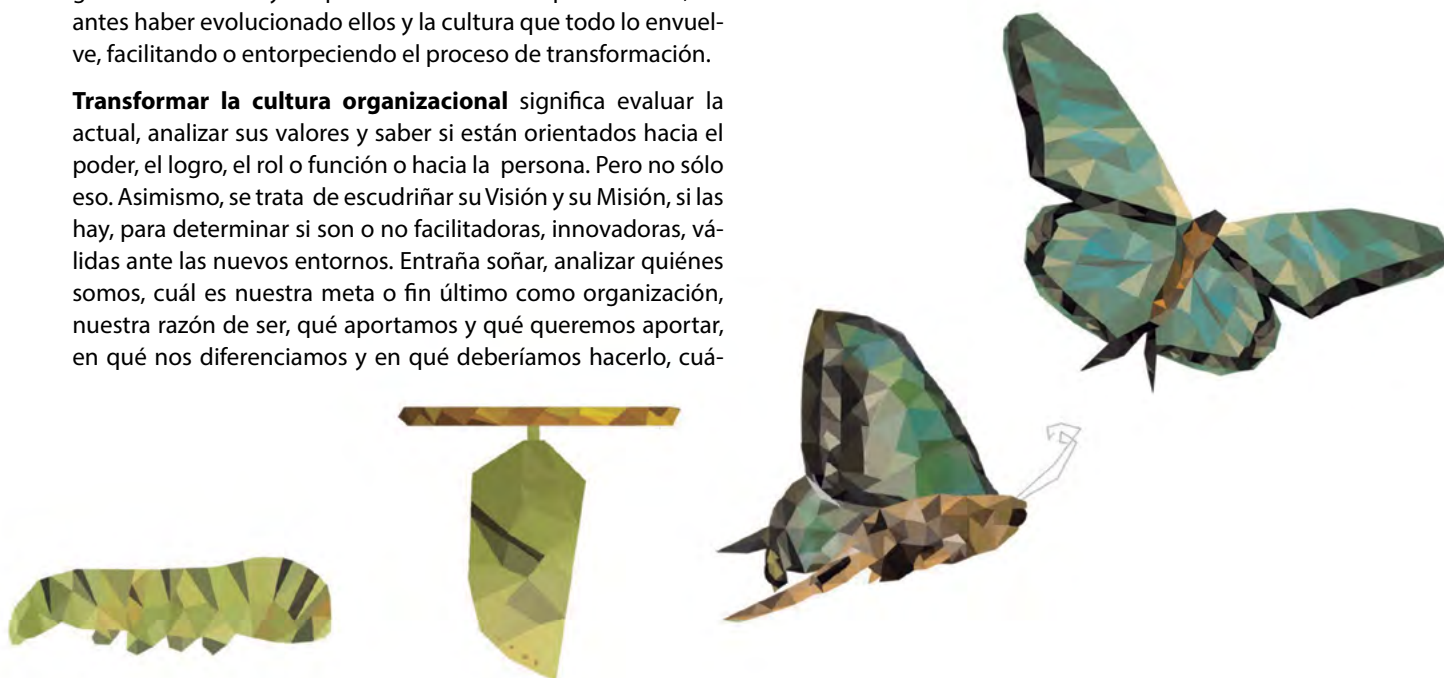 antes haber evolucionado ellos y la cultura que todo lo envuel-
ve, facilitando o entorpeciendo el proceso de transformación.
Transformar la cultura organizacional significa evaluar la
actual, analizar sus valores y saber si están orientados hacia el
poder, el logro, el rol o función o hacia la persona. Pero no sólo
eso. Asimismo, se trata de escudriñar su Visión y su Misión, si las
hay, para determinar si son o no facilitadoras, innovadoras, vá-
lidas ante las nuevos entornos. Entraña soñar, analizar quiénes
somos, cuál es nuestra meta o fin último como organización,
nuestra razón de ser, qué aportamos y qué queremos aportar,
en qué nos diferenciamos y en qué deberíamos hacerlo, cuá-